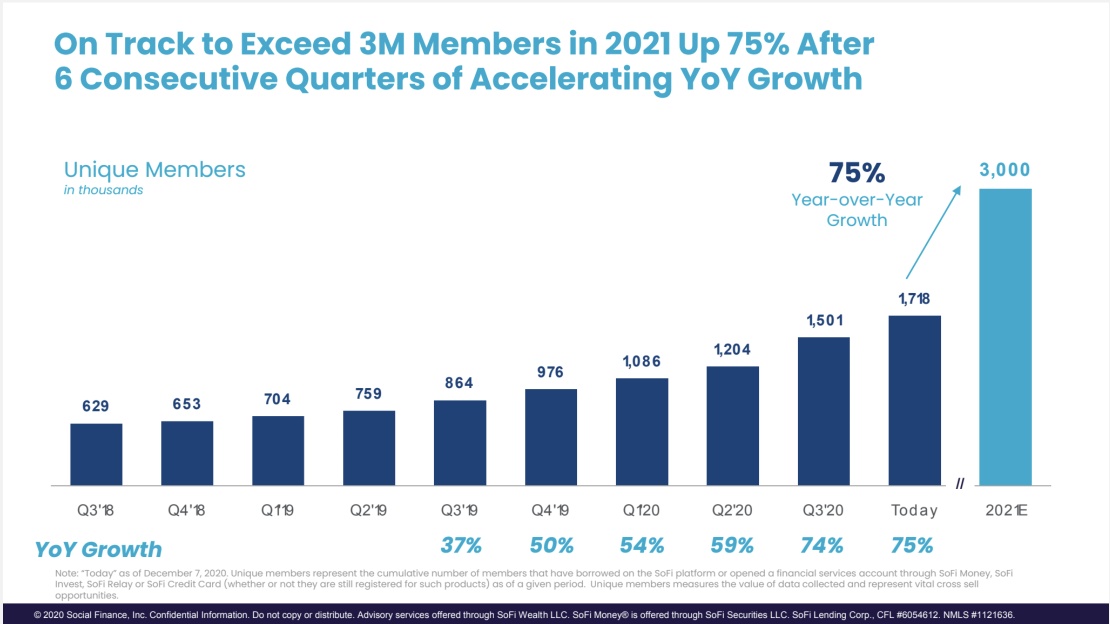 On Track to Exceed 3M Members in 2021 Up 75% After
6 Consecutive Quarters of Accelerating YoY Growth
Unique Members
in thousands
75%
Year-over-Year
Growth
3,000
1,718
1,501
1,204
1,086
976
864
759
704
653
629
//
Q3'18 Q4'18 Q1'19 Q2'19 Q3'19 Q4'19 Q1'20 Q2'20 Q3'20 Today 2021E
YoY Growth 37% 50% 54% 59% 74% 75%
Note: “Today” as of December 7, 2020. Unique members represent the cumulative number of members that have borrowed on the SoFi platform or opened a financial services account through SoFi Money, SoFi
Invest, SoFi Relay or SoFi Credit Card (whether or not they are still registered for such products) as of a given period. Unique members measures the value of data collected and represent vital cross sell
opportunities.
© 2020 Social Finance, Inc. Confidential Information. Do not copy or distribute. Advisory services offered through SoFi Wealth LLC. SoFi Money® is offered through SoFi Securities LLC. SoFi Lending Corp., CFL #6054612. NMLS #1121636.